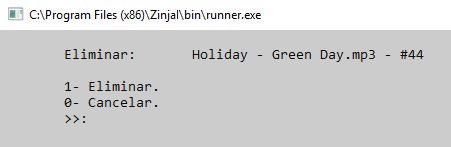 C:\Program Files (x86)\Zinjal\bin\runner.exe
Eliminar: Holiday - Green Day.mp3 - #44
1- Eliminar.
0- Cancelar.
>>: